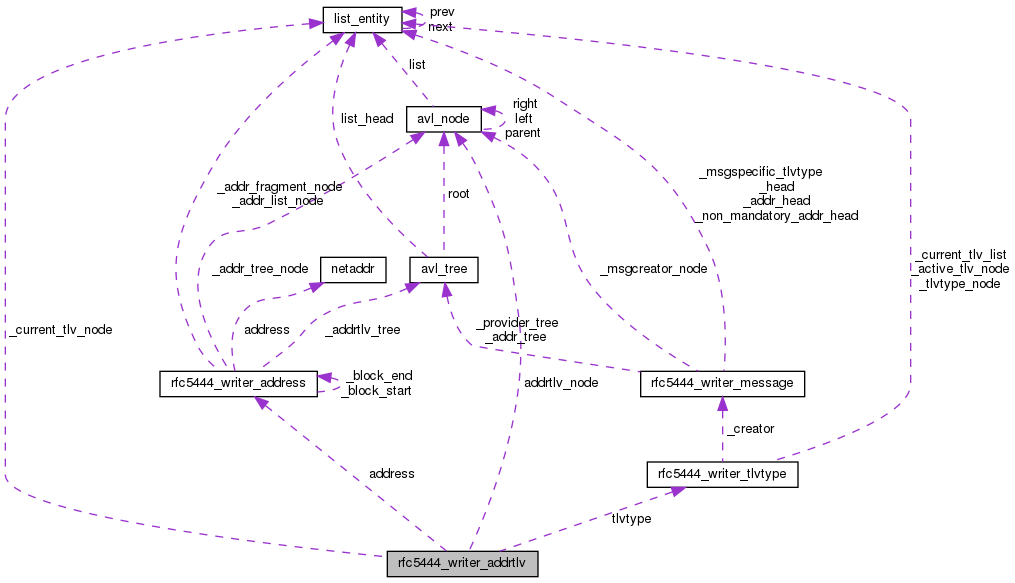 list_entity
prev
next
list
avl_node
right
left
parent
list_head
_addr_fragment_node
_addr_list_node
root
_msgspecific_tlvtype
_head
_addr_head
_non_mandatory_addr_head
_addr_tree_node
netaddr
avl_tree
_msgcreator_node
_current_tlv_list
_active_tlv_node
_tlvtype_node
_current_tlv_node
address
_addrtlv_tree
_provider_tree
_addr_tree
rfc5444_writer_address
_block_end
_block_start
addrtlv_node
rfc5444_writer_message
_creator
address
rfc5444_writer_tlvtype
tlvtype
rfc5444_writer_addrtlv